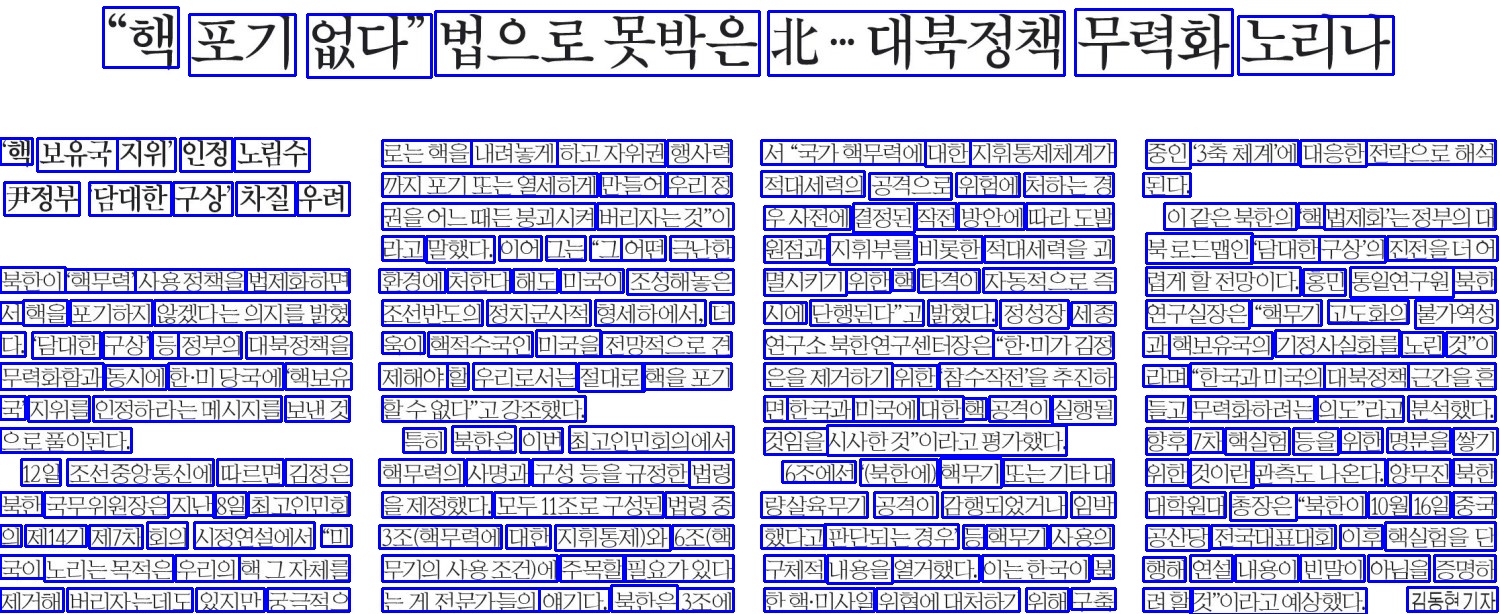 “핵 포기 없다” 법으로 못박은 北… 대북정책 무력화 노리나
‘핵 보유국 지위’ 인정 노림수
尹정부 ‘담대한 구상’ 차질 우려
북한이 ‘핵무력’ 사용 정책을 법제화하면
서 핵을 포기하지 않겠다는 의지를 밝혔
다. ‘담대한 구상’ 등 정부의 대북정책을
무력화함과 동시에 한·미 당국에 ‘핵보유
국’ 지위를 인정하라는 메시지를 보낸 것
으로 풀이된다.
12일 조선중앙통신에 따르면 김정은
북한 국무위원장은 지난 8일 최고인민회
의 제14기 제7차 회의 시정연설에서 “미
국이 노리는 목적은 우리의 핵 그 자체를
제거해 버리자는데도 있지만 궁극적으
로는 핵을 내려놓게 하고 자위권 행사력
까지 포기 또는 열세하게 만들어 우리 정
권을 어느 때든 붕괴시켜 버리자는 것”이
라고 말했다. 이어 그는 “그 어떤 극난한
환경에 처한다 해도 미국이 조성해놓은
조선반도의 정치군사적 형세하에서, 더
욱이 핵적수국인 미국을 전망적으로 견
제해야 할 우리로서는 절대로 핵을 포기
할 수 없다”고 강조했다.
특히 북한은 이번 최고인민회의에서
핵무력의 사명과 구성 등을 규정한 법령
을 제정했다. 모두 11조로 구성된 법령 중
3조(핵무력에 대한 지휘통제)와 6조(핵
무기의 사용 조건)에 주목할 필요가 있다
는 게 전문가들의 얘기다. 북한은 3조에
서 “국가 핵무력에 대한 지휘통제체계가
적대세력의 공격으로 위험에 처하는 경
우 사전에 결정된 작전 방안에 따라 도발
원점과 지휘부를 비롯한 적대세력을 괴
멸시키기 위한 핵 타격이 자동적으로 즉
시에 단행된다”고 밝혔다. 정성장 세종
연구소 북한연구센터장은 “한·미가 김정
은을 제거하기 위한 ‘참수작전’을 추진하
면 한국과 미국에 대한 핵 공격이 실행될
것임을 시사한 것”이라고 평가했다.
6조에선 ‘(북한에) 핵무기 또는 기타 대
량살육무기 공격이 감행되었거나 임박
했다고 판단되는 경우’ 등 핵무기 사용의
구체적 내용을 열거했다. 이는 한국이 북
한 핵·미사일 위협에 대처하기 위해 구축
중인 ‘3축 체계’에 대응한 전략으로 해석
된다.
이 같은 북한의 ‘핵 법제화’는 정부의 대
북 로드맵인 ‘담대한 구상’의 진전을 더 어
렵게 할 전망이다. 홍민 통일연구원 북한
연구실장은 “핵무기 고도화의 불가역성
과 핵보유국의 기정사실화를 노린 것”이
라며 “한국과 미국의 대북정책 근간을 흔
들고 무력화하려는 의도”라고 분석했다.
향후 7차 핵실험 등을 위한 명분을 쌓기
위한 것이란 관측도 나온다. 양무진 북한
대학원대 총장은 “북한이 10월 16일 중국
공산당 전국대표대회 이후 핵실험을 단
행해 연설 내용이 빈말이 아님을 증명하
려 할 것”이라고 예상했다. 김동현 기자